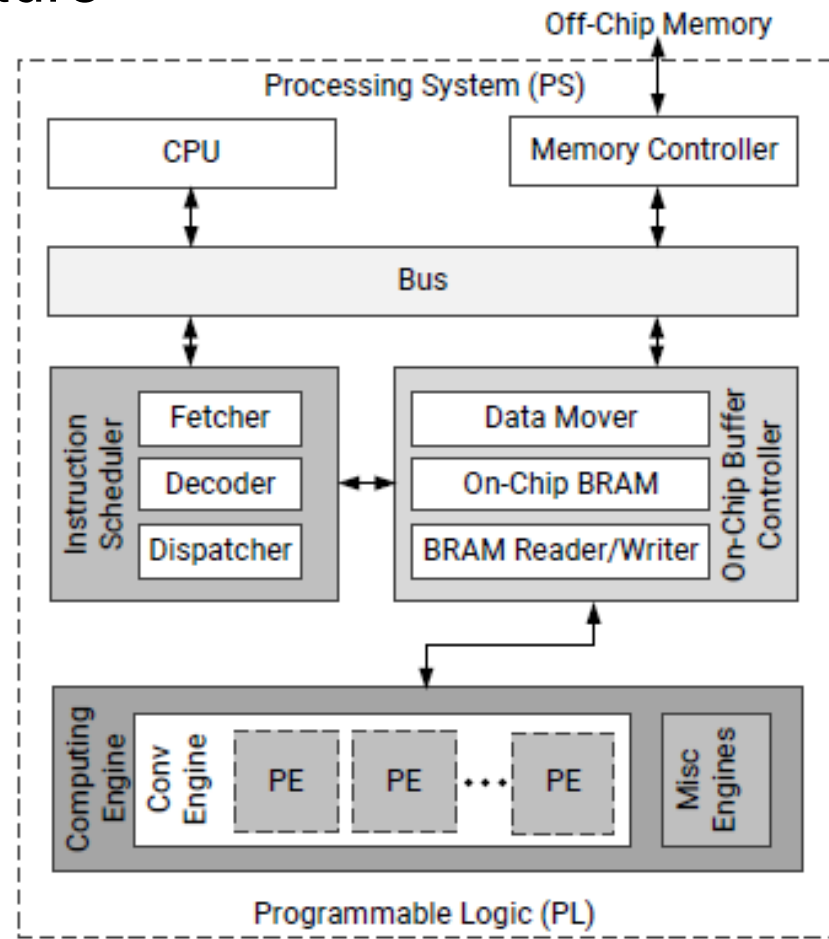 Off-Chip Memory
Processing System (PS)
CPU
Memory Controller
Bus
Instruction
Scheduler
Fetcher
Decoder
Dispatcher
Data Mover
On-Chip BRAM
BRAM Reader/Writer
On-Chip Buffer
Controller
Computing
Engine
Conv
Engine
PE
PE
...
PE
Misc
Engines
Programmable Logic (PL)